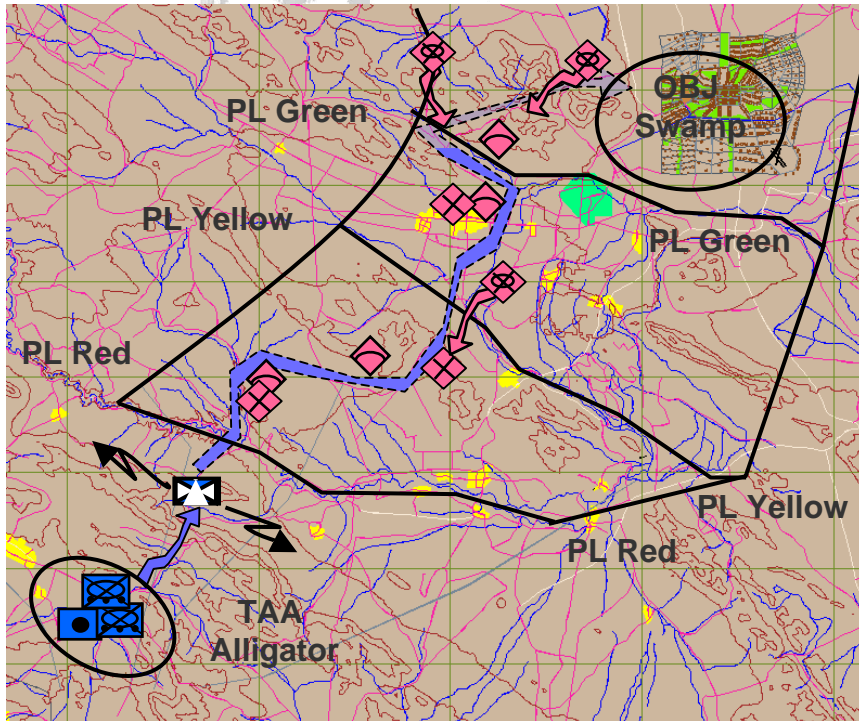 OBJ
Swamp
PL Green
PL Yellow
PL Green
PL Red
PL Yellow
PL Red
TAA
Alligator